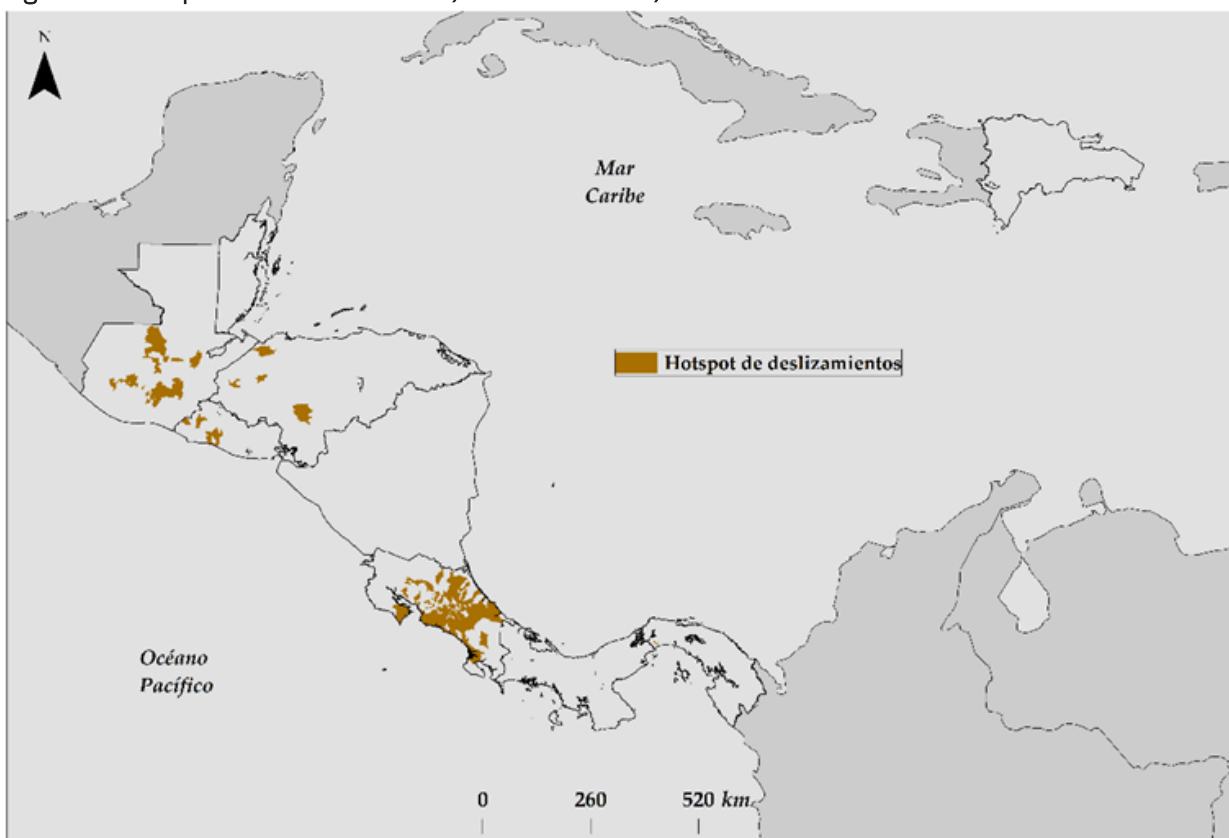 N
Mar
Caribe
Hotspot de deslizamientos
Océano
Pacífico
0 260 520 km